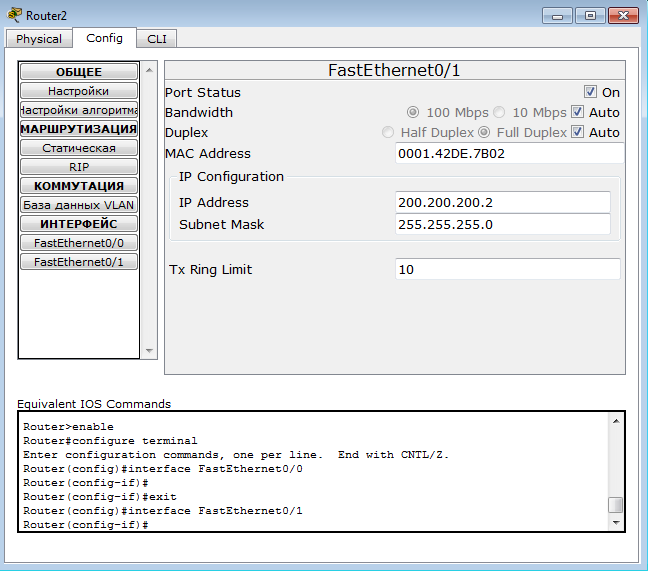 Router2
Physical Config CLI
ОБЩЕЕ
Настройки
Настройки алгоритма
МАРШРУТИЗАЦИЯ
Статическая
RIP
КОММУТАЦИЯ
База данных VLAN
ИНТЕРФЕЙС
FastEthernet0/0
FastEthernet0/1
FastEthernet0/1
Port Status On
Bandwidth 100 Mbps 10 Mbps Auto
Duplex Half Duplex Full Duplex Auto
MAC Address 0001.42DE.7B02
IP Configuration
IP Address 200.200.200.2
Subnet Mask 255.255.255.0
Tx Ring Limit 10
Equivalent IOS Commands
Router>enable
Router#configure terminal
Enter configuration commands, one per line. End with CNTL/Z.
Router(config)#interface FastEthernet0/0
Router(config-if)#
Router(config-if)#exit
Router(config)#interface FastEthernet0/1
Router(config-if)#